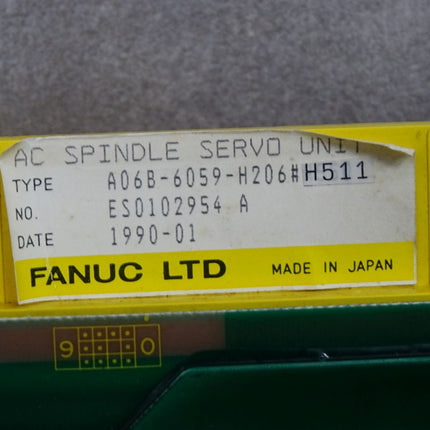 AC SPINDLE SERVO UNIT
TYPE A06B-6059-H206#H511
NO. ES0102954 A
DATE 1990-01
FANUC LTD MADE IN JAPAN
9 0